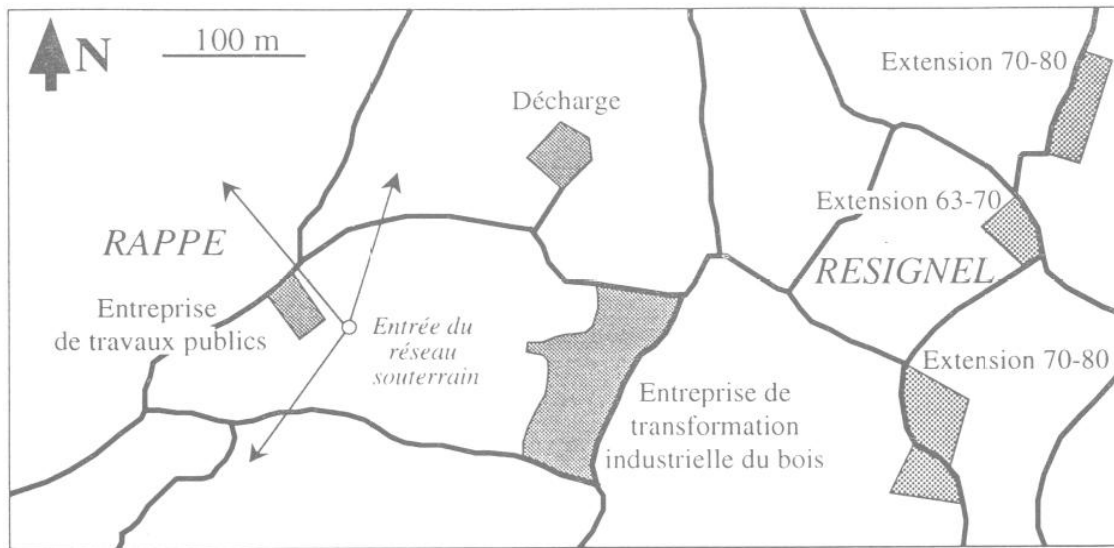 N
100 m
Extension 70-80
Décharge
Extension 63-70
RAPPE
RESIGNEL
Entreprise
de travaux publics
Entrée du
réseau
souterrain
Extension 70-80
Entreprise de
transformation
industrielle du bois